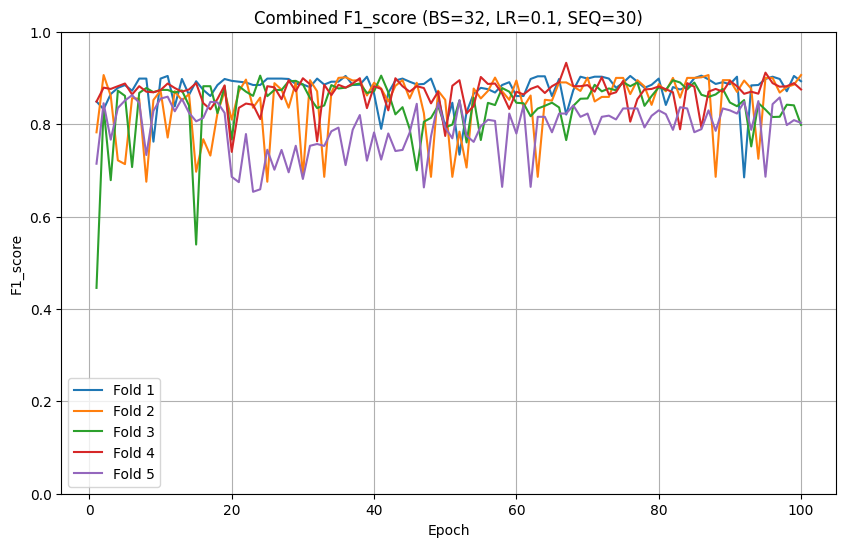 Combined F1_score (BS=32, LR=0.1, SEQ=30)
1.0
0.8
0.6
0.4
0.2
0.0
F1_score
Fold 1
Fold 2
Fold 3
Fold 4
Fold 5
0 20 40 60 80 100
Epoch